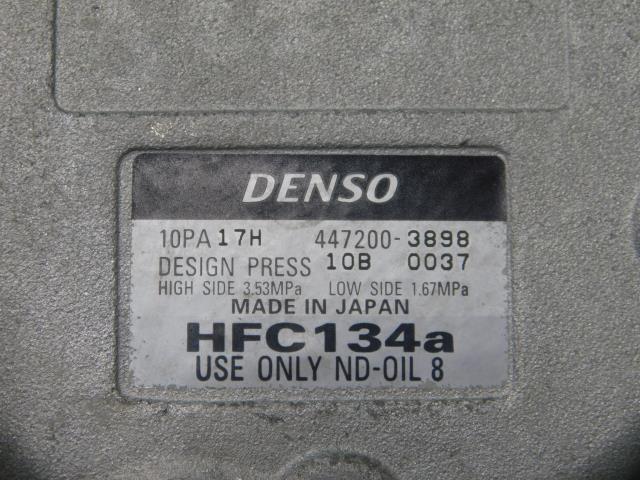 DENSO
10PA17H 447200-3898
DESIGN PRESS 10B 0037
HIGH SIDE 3.53MPa LOW SIDE 1.67MPa
MADE IN JAPAN
HFC134a
USE ONLY ND-OIL 8